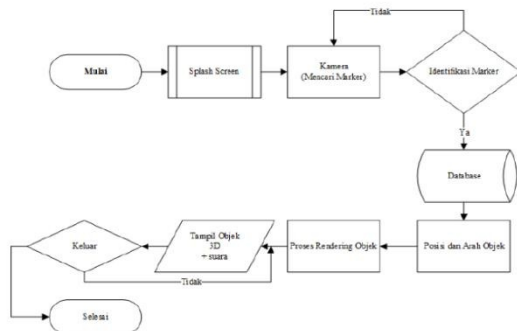 Tidak
Mulai
Splash Screen
Kamera
(Mencari Marker)
Identifikasi Marker
Ya
Database
Keluar
Tampil Objek
3D
+ suara
Proses Rendering Objek
Posisi dan Arah Objek
Tidak
Selesai